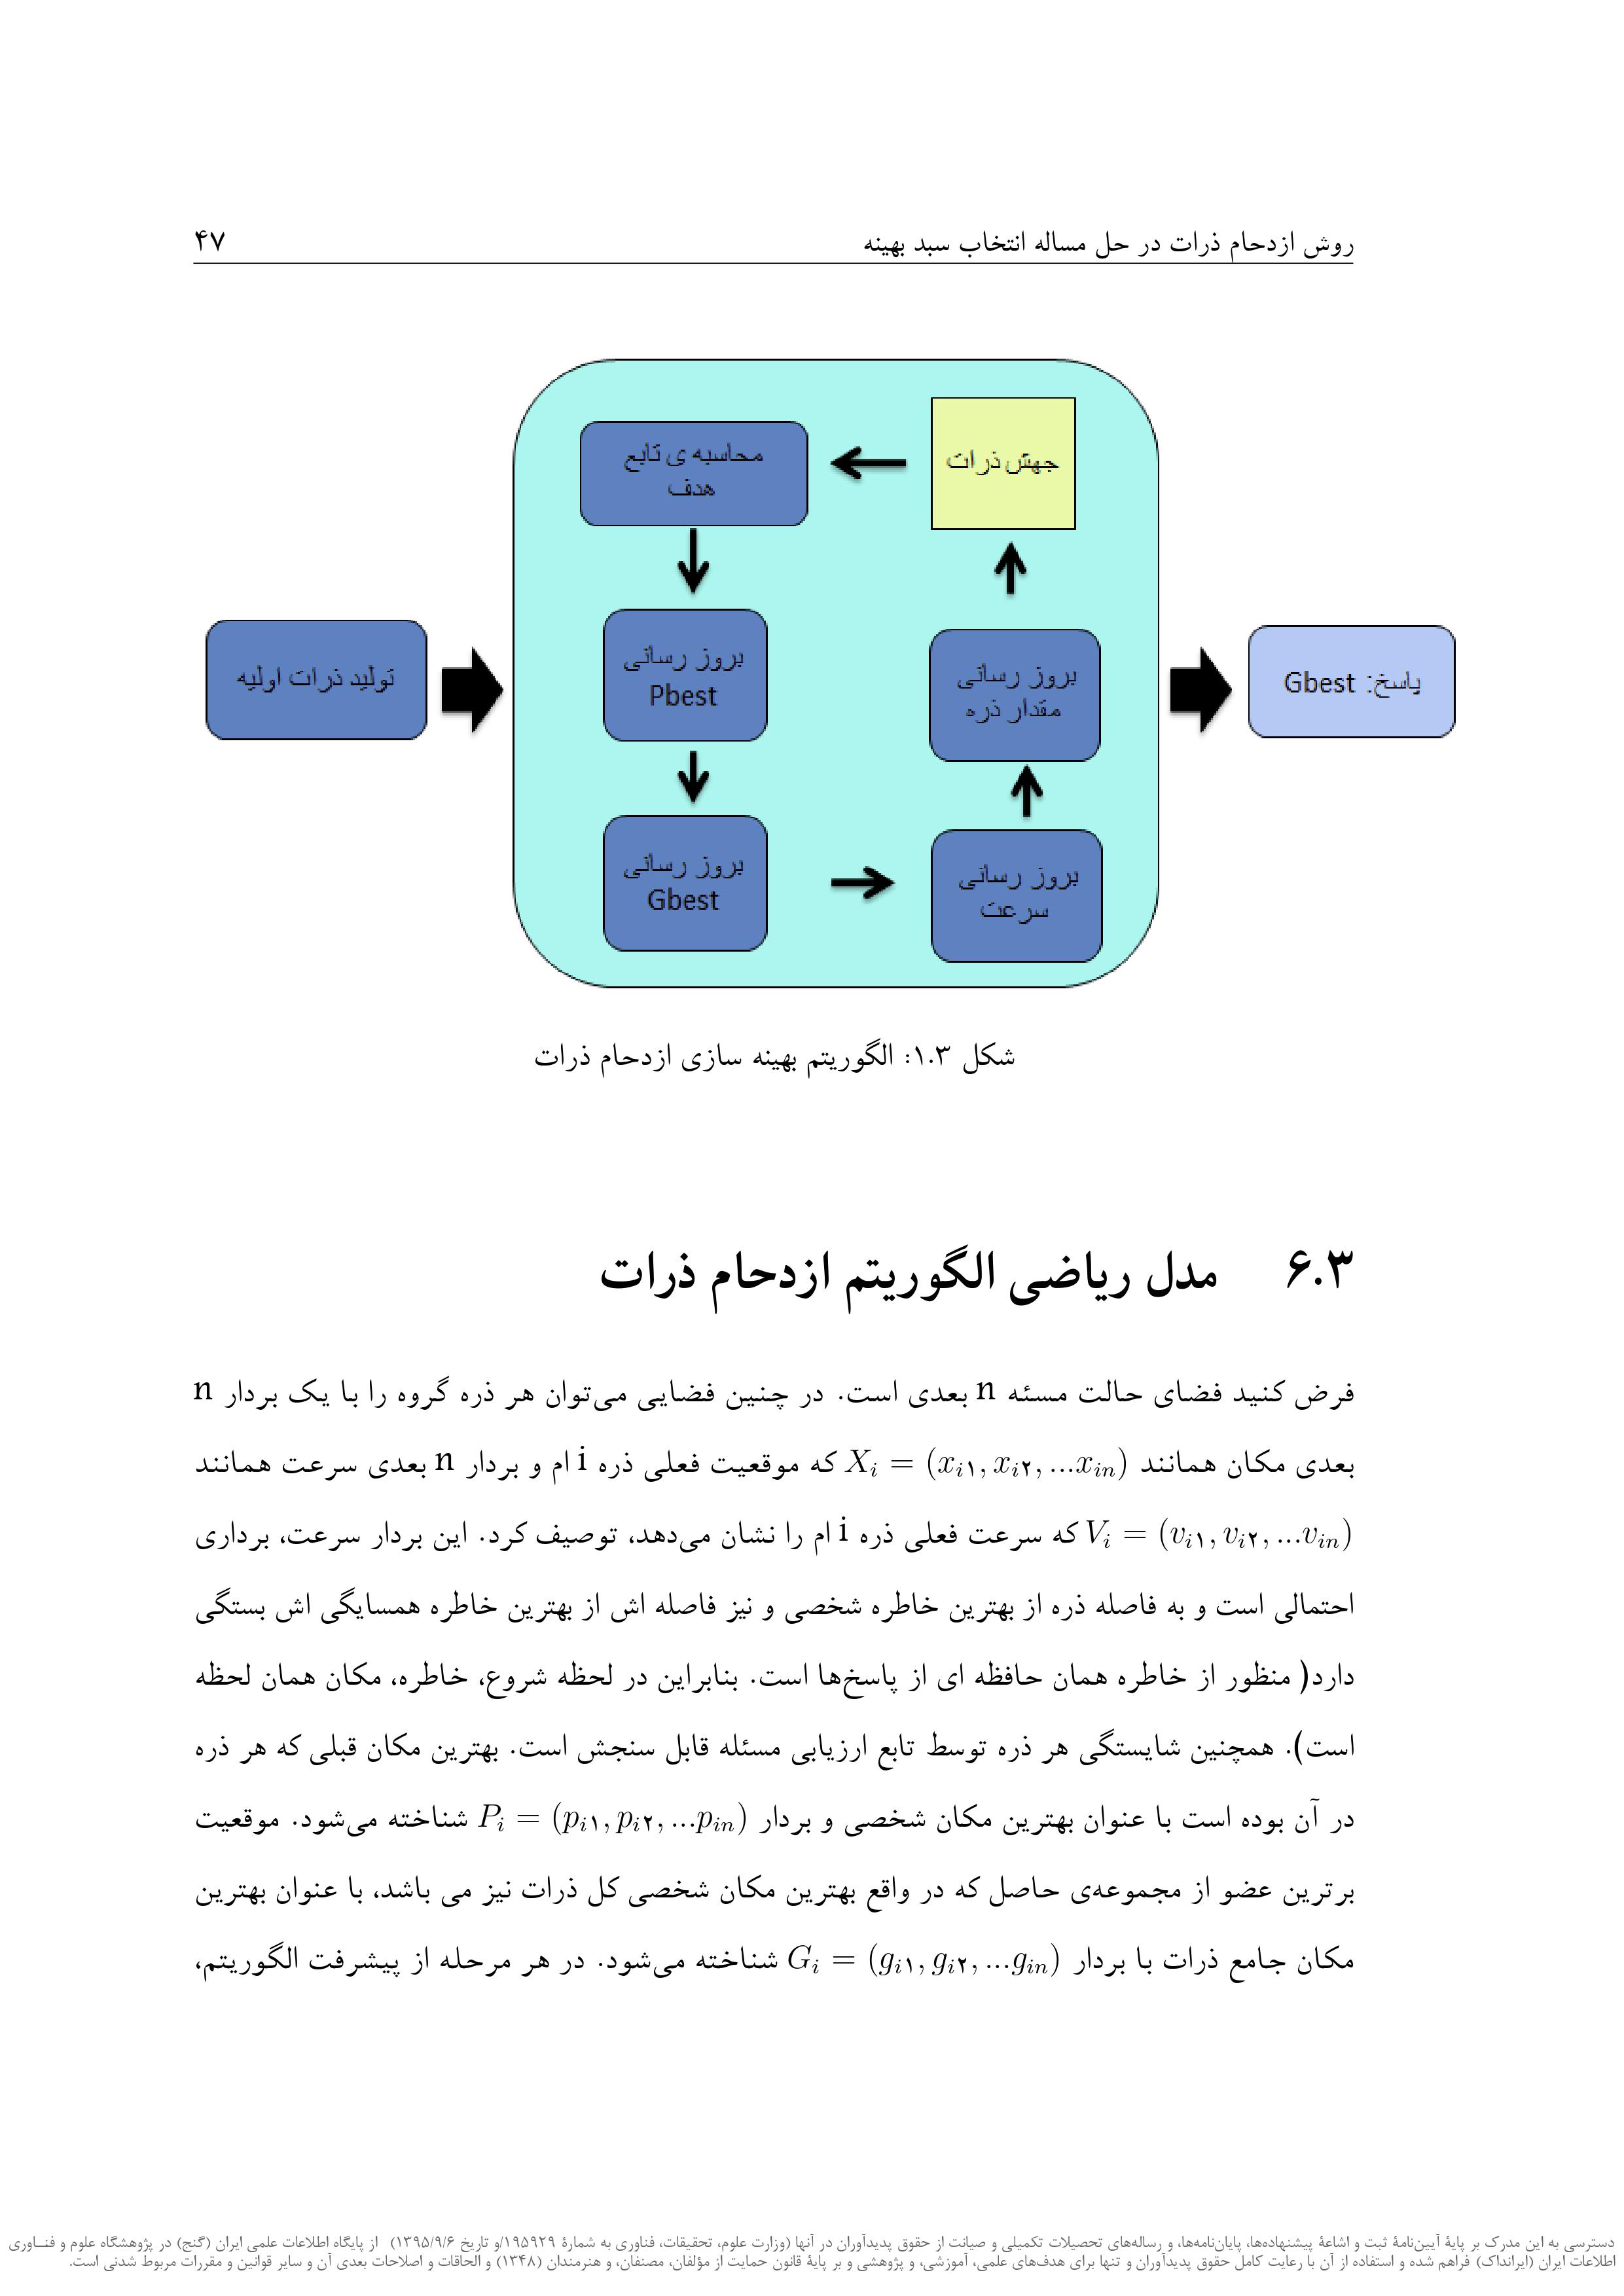 روش ازدحام ذرات در حل مساله انتخاب سبد بهینه ۴۷
تولید ذرات اولیه
محاسبه ی تابع
هدف
بروز رسانی
Pbest
بروز رسانی
Gbest
بروز رسانی
سرعت
بروز رسانی
مقدار ذره
جهش ذرات
پاسخ: Gbest
شکل ۱.۳: الگوریتم بهینه سازی ازدحام ذرات
۶.۳ مدل ریاضی الگوریتم ازدحام ذرات
فرض کنید فضای حالت مسئه n بعدی است. در چنین فضایی می‌توان هر ذره گروه را با یک بردار n
بعدی مکان همانند X_i = (x_{i۱}, x_{i۲}, ...x_{in}) که موقعیت فعلی ذره i ام و بردار n بعدی سرعت همانند
V_i = (v_{i۱}, v_{i۲}, ...v_{in}) که سرعت فعلی ذره i ام را نشان می‌دهد، توصیف کرد. این بردار سرعت، برداری
احتمالی است و به فاصله ذره از بهترین خاطره شخصی و نیز فاصله اش از بهترین خاطره همسایگی اش بستگی
دارد( منظور از خاطره همان حافظه ای از پاسخ‌ها است. بنابراین در لحظه شروع، خاطره، مکان همان لحظه
است). همچنین شایستگی هر ذره توسط تابع ارزیابی مسئله قابل سنجش است. بهترین مکان قبلی که هر ذره
در آن بوده است با عنوان بهترین مکان شخصی و بردار P_i = (p_{i۱}, p_{i۲}, ...p_{in}) شناخته می‌شود. موقعیت
برترین عضو از مجموعه‌ی حاصل که در واقع بهترین مکان شخصی کل ذرات نیز می باشد، با عنوان بهترین
مکان جامع ذرات با بردار G_i = (g_{i۱}, g_{i۲}, ...g_{in}) شناخته می‌شود. در هر مرحله از پیشرفت الگوریتم،
دسترسی به این مدرک بر پایهٔ آیین‌نامهٔ ثبت و اشاعهٔ پیشنهادها، پایان‌نامه‌ها، و رساله‌های تحصیلات تکمیلی و صیانت از حقوق پدیدآوران در آنها (وزارت علوم، تحقیقات، فناوری به شمارهٔ ۱۹۵۹۲۹/و تاریخ ۱۳۹۵/۹/۶) از پایگاه اطلاعات علمی ایران (گنج) در پژوهشگاه علوم و فنــاوری
اطلاعات ایران (ایرانداک) فراهم شده و استفاده از آن با رعایت کامل حقوق پدیدآوران و تنها برای هدف‌های علمی، آموزشی، و پژوهشی و بر پایهٔ قانون حمایت از مؤلفان، مصنفان، و هنرمندان (۱۳۴۸) و الحاقات و اصلاحات بعدی آن و سایر قوانین و مقررات مربوط شدنی است.